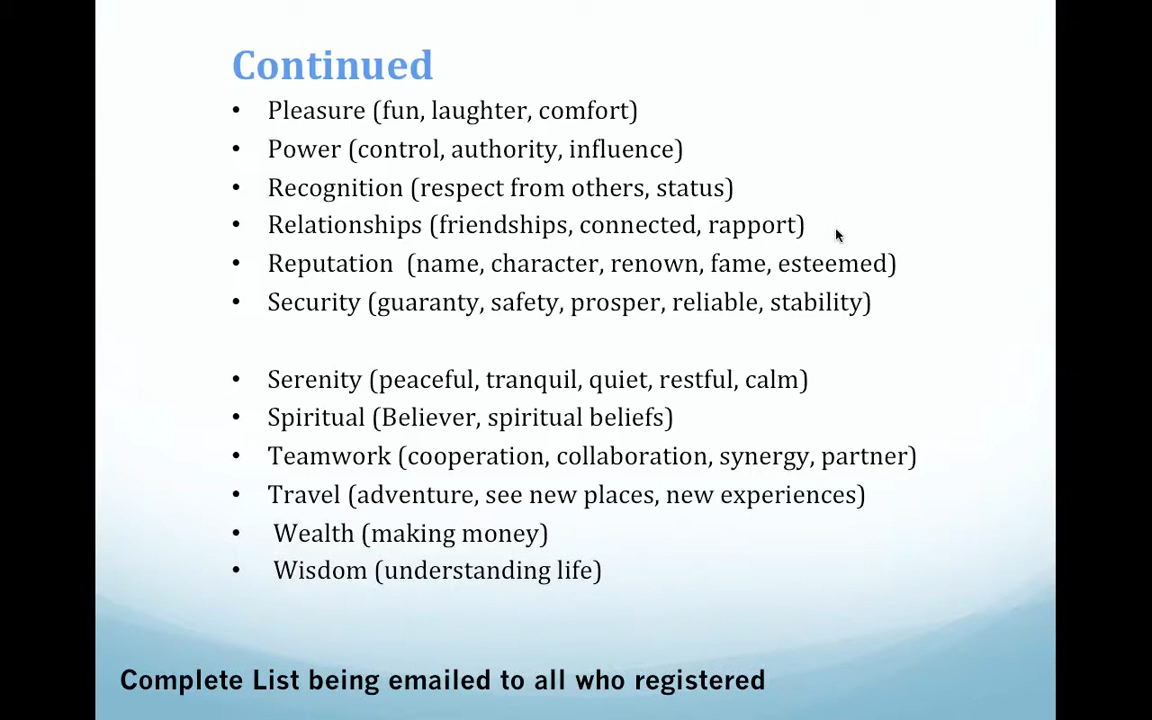 Continued
• Pleasure (fun, laughter, comfort)
• Power (control, authority, influence)
• Recognition (respect from others, status)
• Relationships (friendships, connected, rapport)
• Reputation  (name, character, renown, fame, esteemed)
• Security (guaranty, safety, prosper, reliable, stability)
• Serenity (peaceful, tranquil, quiet, restful, calm)
• Spiritual (Believer, spiritual beliefs)
• Teamwork (cooperation, collaboration, synergy, partner)
• Travel (adventure, see new places, new experiences)
• Wealth (making money)
• Wisdom (understanding life)
Complete List being emailed to all who registered